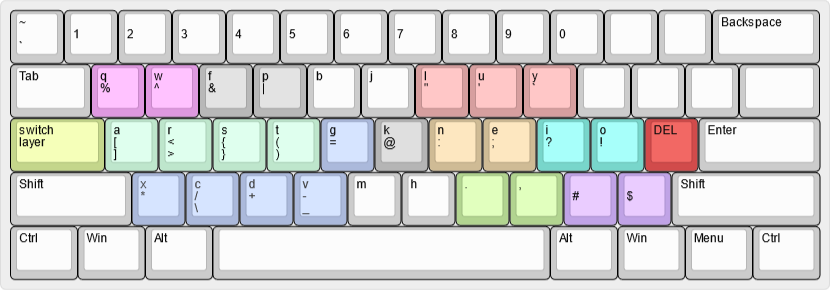 ~
` 1 2 3 4 5 6 7 8 9 0 Backspace
Tab q w f p b j l u y
% ^ & | " ' `
switch a r s t g k n e i o DEL Enter
layer [ < { ( = @ : ; ? !
] > } )
Shift x c d v m h . , # $ Shift
* / + -
\ _
Ctrl Win Alt Alt Win Menu Ctrl